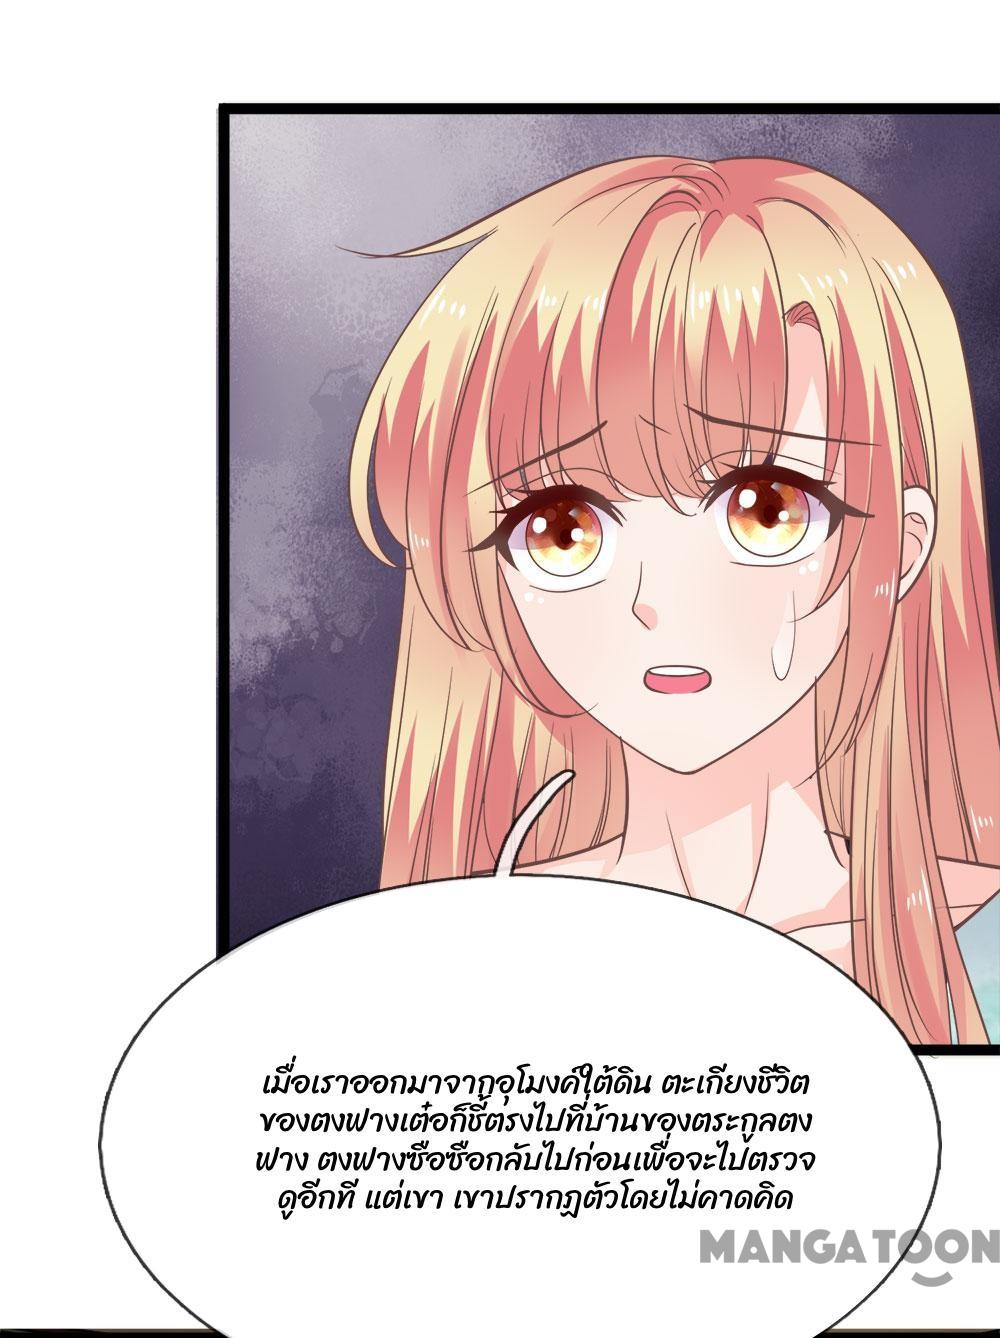 เมื่อเราออกมาจากอุโมงค์ใต้ดิน ตะเกียงชีวิต
ของตงฟางเต๋อก็ชี้ตรงไปที่บ้านของตระกูลตง
ฟาง ตงฟางซือซือกลับไปก่อนเพื่อจะไปตรวจ
ดูอีกที แต่เขา เขาปรากฏตัวโดยไม่คาดคิด
MANGATOON